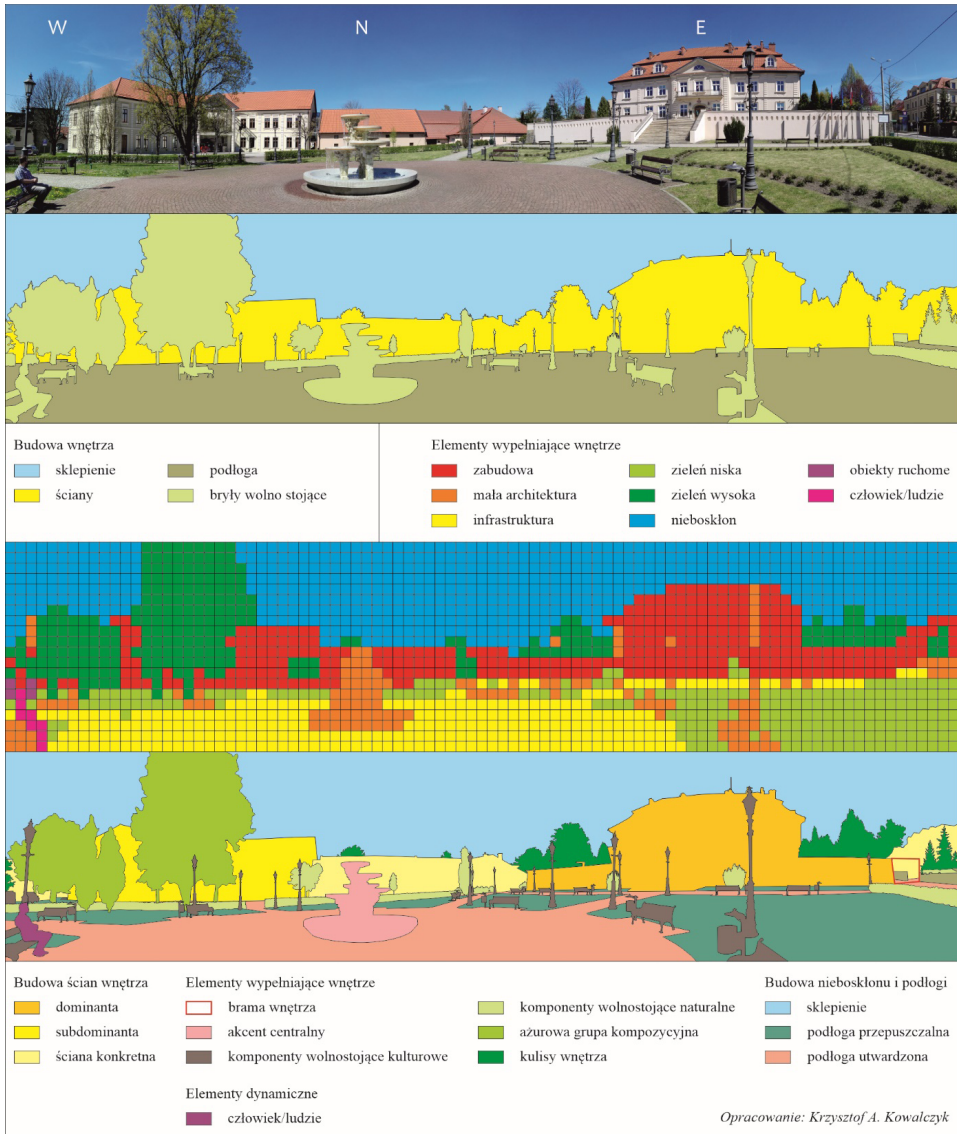 W N E
Budowa wnętrza
sklepienie
ściany
podłoga
bryły wolno stojące
Elementy wypełniające wnętrze
zabudowa
mała architektura
infrastruktura
zieleń niska
zieleń wysoka
nieboskłon
obiekty ruchome
człowiek/ludzie
Budowa ścian wnętrza
dominanta
subdominanta
ściana konkretna
Elementy wypełniające wnętrze
brama wnętrza
akcent centralny
komponenty wolnostojące kulturowe
komponenty wolnostojące naturalne
ażurowa grupa kompozycyjna
kulisy wnętrza
Elementy dynamiczne
człowiek/ludzie
Budowa nieboskłonu i podłogi
sklepienie
podłoga przepuszczalna
podłoga utwardzona
Opracowanie: Krzysztof A. Kowalczyk